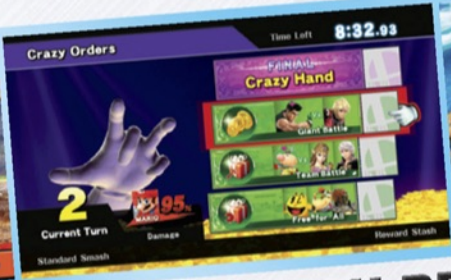 Crazy Orders
Time Left 8:32.93
FINAL
Crazy Hand
Giant Battle
Team Battle
Free for All
2
Current Turn
MARIO
95%
Damage
Standard Smash
Reward Stash